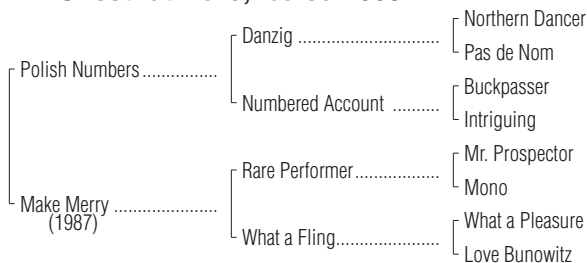 Northern Dancer
Danzig ................................
Pas de Nom
Polish Numbers .................
Buckpasser
Numbered Account ...........
Intriguing
Mr. Prospector
Rare Performer...................
Mono
Make Merry .......................
(1987)
What a Pleasure
What a Fling.......................
Love Bunowitz